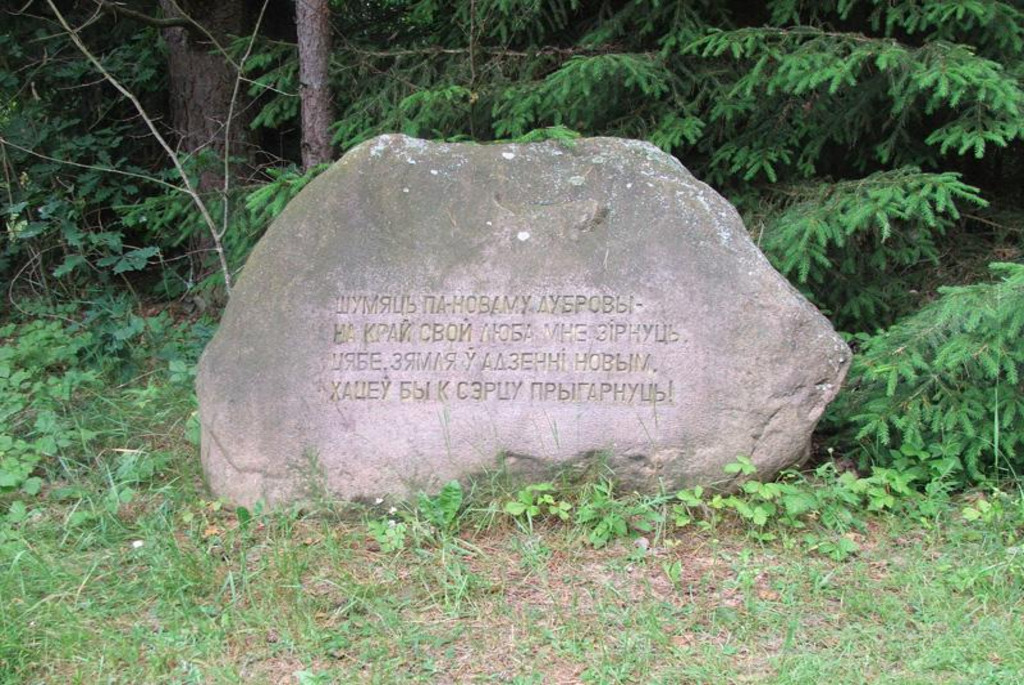 ШУМЯЦЬ ПА-НОВАМУ ДУБРОВЫ-
НА КРАЙ СВОЙ ЛЮБА МНЕ ЗІРНУЦЬ.
ЦЯБЕ, ЗЯМЛЯ Ў АДЗЕННІ НОВЫМ,
ХАЦЕЎ БЫ К СЭРЦУ ПРЫГАРНУЦЬ!